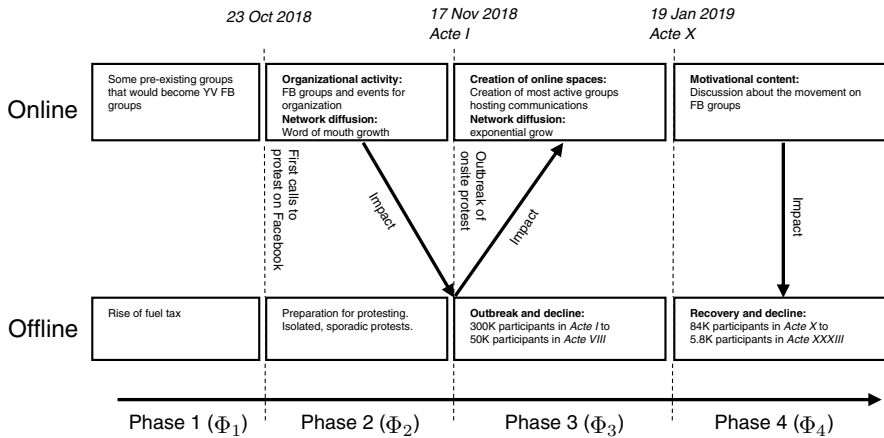 23 Oct 2018
17 Nov 2018
Acte I
19 Jan 2019
Acte X
Online
Some pre-existing groups
that would become YV FB
groups
Organizational activity:
FB groups and events for
organization
Network diffusion:
Word of mouth growth
Creation of online spaces:
Creation of most active groups
hosting communications
Network diffusion:
exponential grow
Motivational content:
Discussion about the movement on
FB groups
First calls to
protest on Facebook
Impact
Outbreak of
onsite protest
Impact
Impact
Offline
Rise of fuel tax
Preparation for protesting.
Isolated, sporadic protests.
Outbreak and decline:
300K participants in Acte I to
50K participants in Acte VIII
Recovery and decline:
84K participants in Acte X to
5.8K participants in Acte XXXIII
Phase 1 (Φ1)
Phase 2 (Φ2)
Phase 3 (Φ3)
Phase 4 (Φ4)